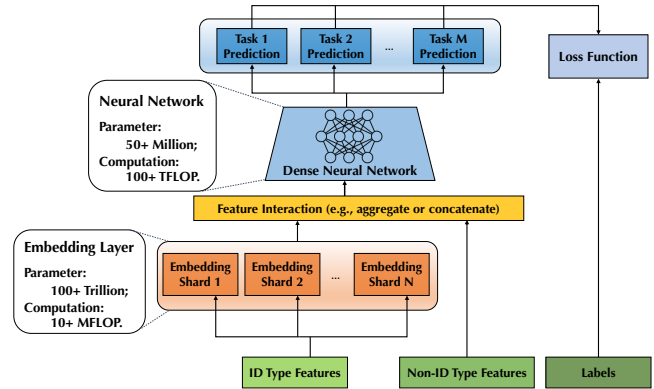 Task 1
Prediction
Task 2
Prediction
...
Task M
Prediction
Loss Function
Neural Network
Parameter:
50+ Million;
Computation:
100+ TFLOP.
Dense Neural Network
Feature Interaction (e.g., aggregate or concatenate)
Embedding Layer
Parameter:
100+ Trillion;
Computation:
10+ MFLOP.
Embedding
Shard 1
Embedding
Shard 2
...
Embedding
Shard N
ID Type Features
Non-ID Type Features
Labels